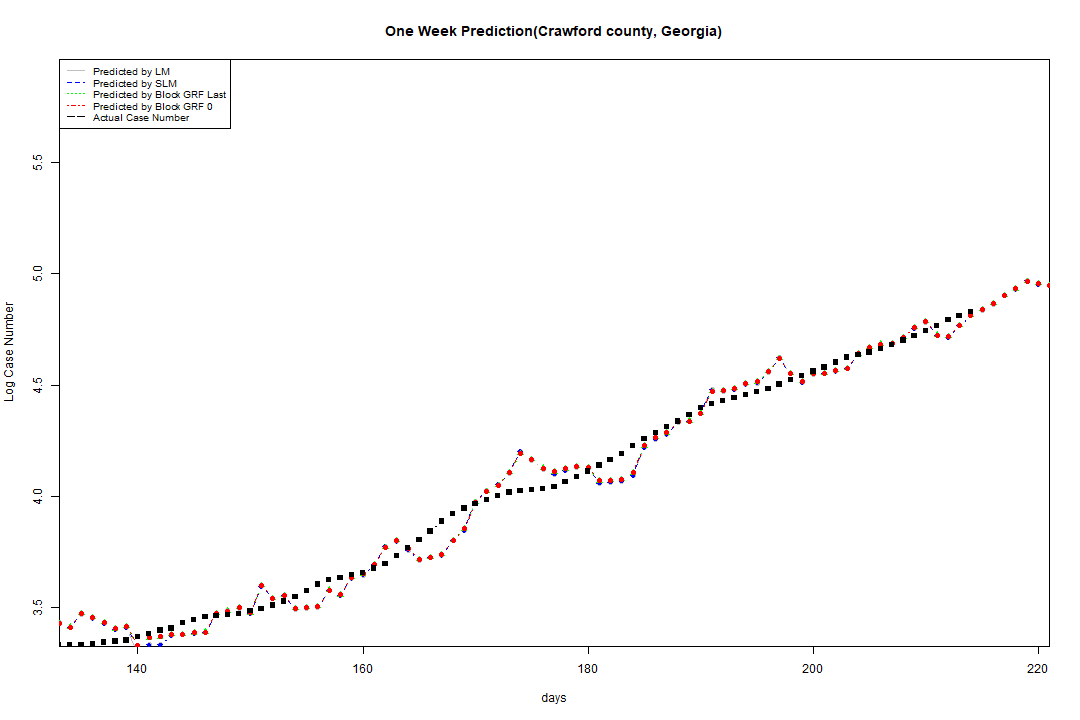 One Week Prediction(Crawford county, Georgia)
Predicted by LM
Predicted by SLM
Predicted by Block GRF Last
Predicted by Block GRF 0
Actual Case Number
5.5
5.0
4.5
4.0
3.5
Log Case Number
140 160 180 200 220
days